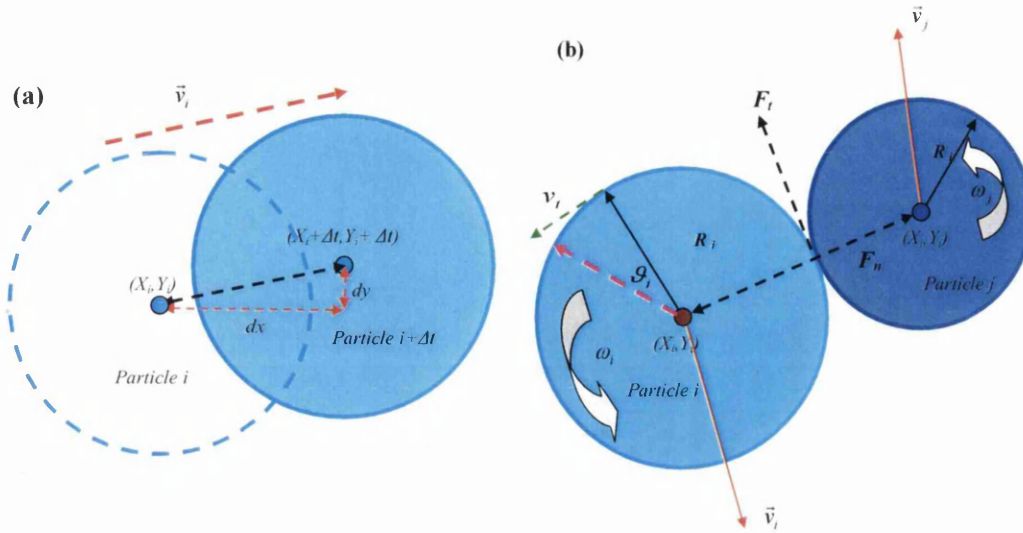 (a)
v⃗ᵢ
(Xᵢ+Δt,Yᵢ+Δt)
(Xᵢ,Yᵢ)
dy
dx
Particle i+Δt
Particle i
(b)
v⃗ⱼ
Fₜ
vₜ
R
ωⱼ
Rᵢ
(Xⱼ,Yⱼ)
Fₙ
ϑᵢ
Particle j
(Xᵢ,Yᵢ)
ωᵢ
Particle i
v⃗ᵢ